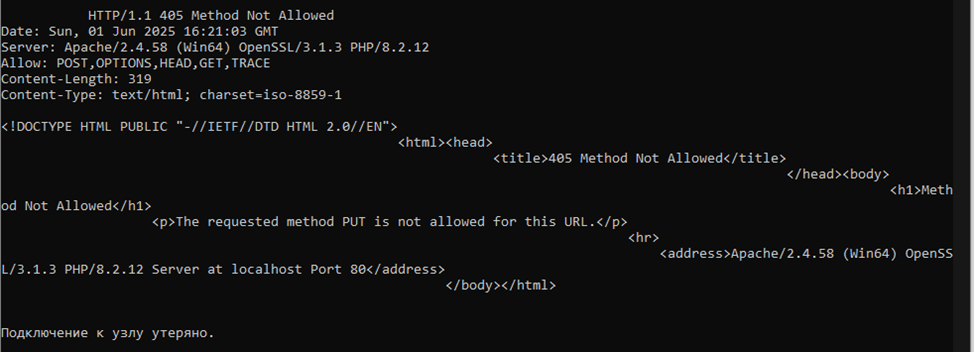 HTTP/1.1 405 Method Not Allowed
Date: Sun, 01 Jun 2025 16:21:03 GMT
Server: Apache/2.4.58 (Win64) OpenSSL/3.1.3 PHP/8.2.12
Allow: POST,OPTIONS,HEAD,GET,TRACE
Content-Length: 319
Content-Type: text/html; charset=iso-8859-1
<!DOCTYPE HTML PUBLIC "-//IETF//DTD HTML 2.0//EN">
<html><head>
<title>405 Method Not Allowed</title>
</head><body>
<h1>Meth
od Not Allowed</h1>
<p>The requested method PUT is not allowed for this URL.</p>
<hr>
<address>Apache/2.4.58 (Win64) OpenSS
L/3.1.3 PHP/8.2.12 Server at localhost Port 80</address>
</body></html>
Подключение к узлу утеряно.